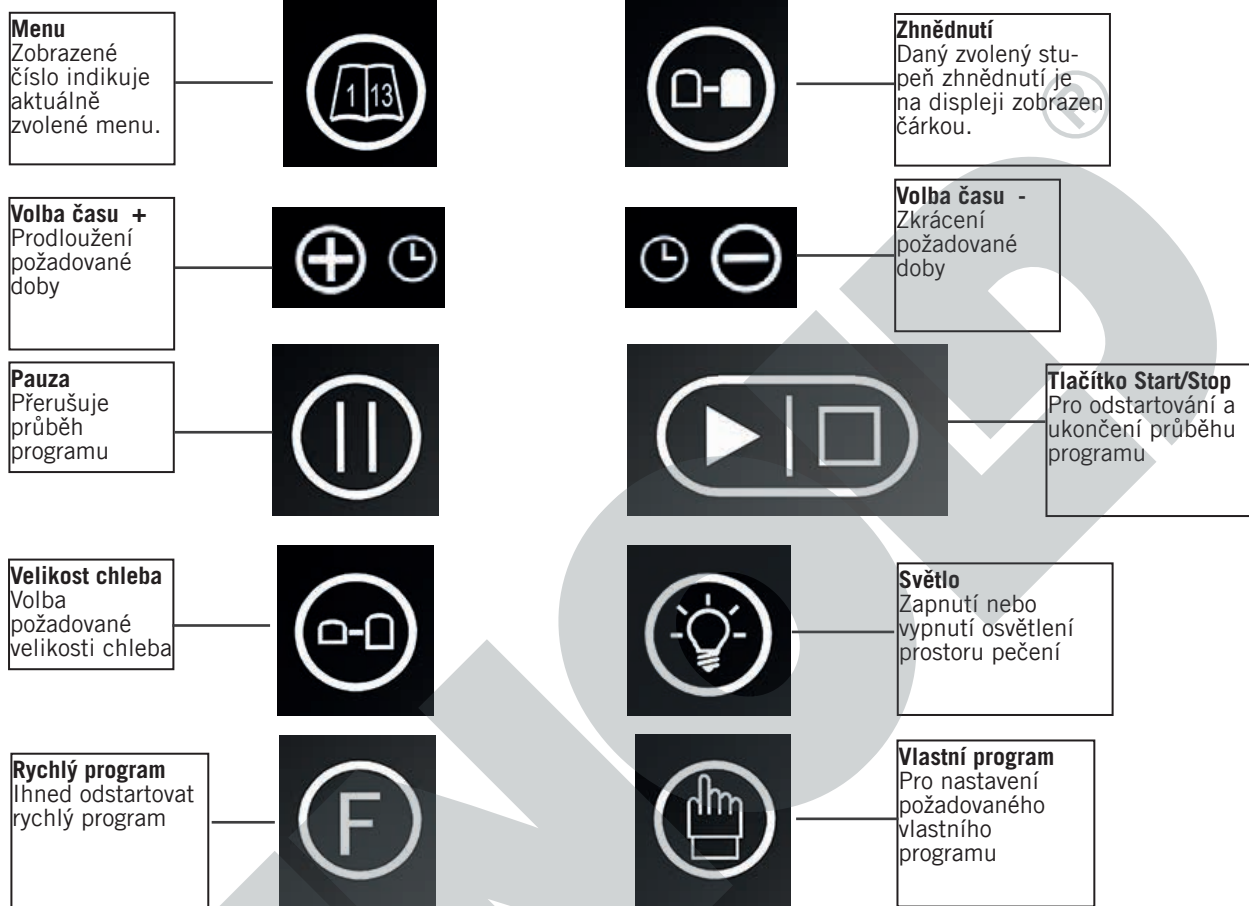 Menu
Zobrazené
číslo indikuje
aktuálně
zvolené menu.
1 13
Zhnědnutí
Daný zvolený stu-
peň zhnědnutí je
na displeji zobrazen
čárkou.
Volba času +
Prodloužení
požadované
doby
Volba času -
Zkrácení
požadované
doby
Pauza
Přerušuje
průběh
programu
Tlačítko Start/Stop
Pro odstartování a
ukončení průběhu
programu
Velikost chleba
Volba
požadované
velikosti chleba
Světlo
Zapnutí nebo
vypnutí osvětlení
prostoru pečení
Rychlý program
Ihned odstartovat
rychlý program
F
Vlastní program
Pro nastavení
požadovaného
vlastního
programu
NOLD®